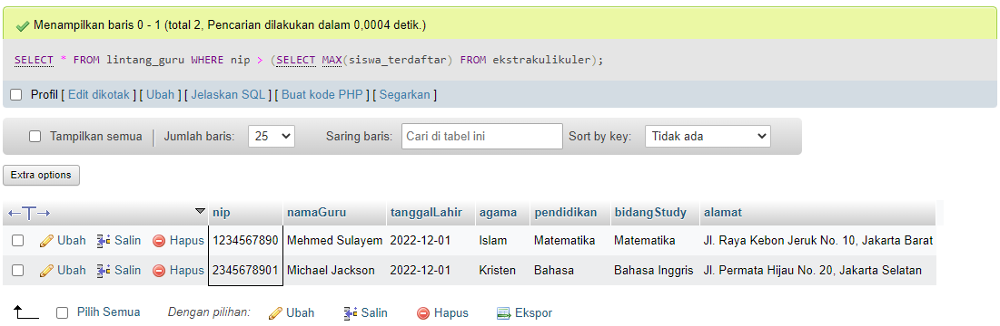 Menampilkan baris 0 - 1 (total 2, Pencarian dilakukan dalam 0,0004 detik.)
SELECT * FROM lintang_guru WHERE nip > (SELECT MAX(siswa_terdaftar) FROM ekstrakulikuler);
Profil [ Edit dikotak ] [ Ubah ] [ Jelaskan SQL ] [ Buat kode PHP ] [ Segarkan ]
Tampilkan semua | Jumlah baris: 25 Saring baris: Cari di tabel ini Sort by key: Tidak ada
Extra options
←T→ nip namaGuru tanggalLahir agama pendidikan bidangStudy alamat
Ubah Salin Hapus 1234567890 Mehmed Sulayem 2022-12-01 Islam Matematika Matematika Jl. Raya Kebon Jeruk No. 10, Jakarta Barat
Ubah Salin Hapus 2345678901 Michael Jackson 2022-12-01 Kristen Bahasa Bahasa Inggris Jl. Permata Hijau No. 20, Jakarta Selatan
Pilih Semua Dengan pilihan: Ubah Salin Hapus Ekspor